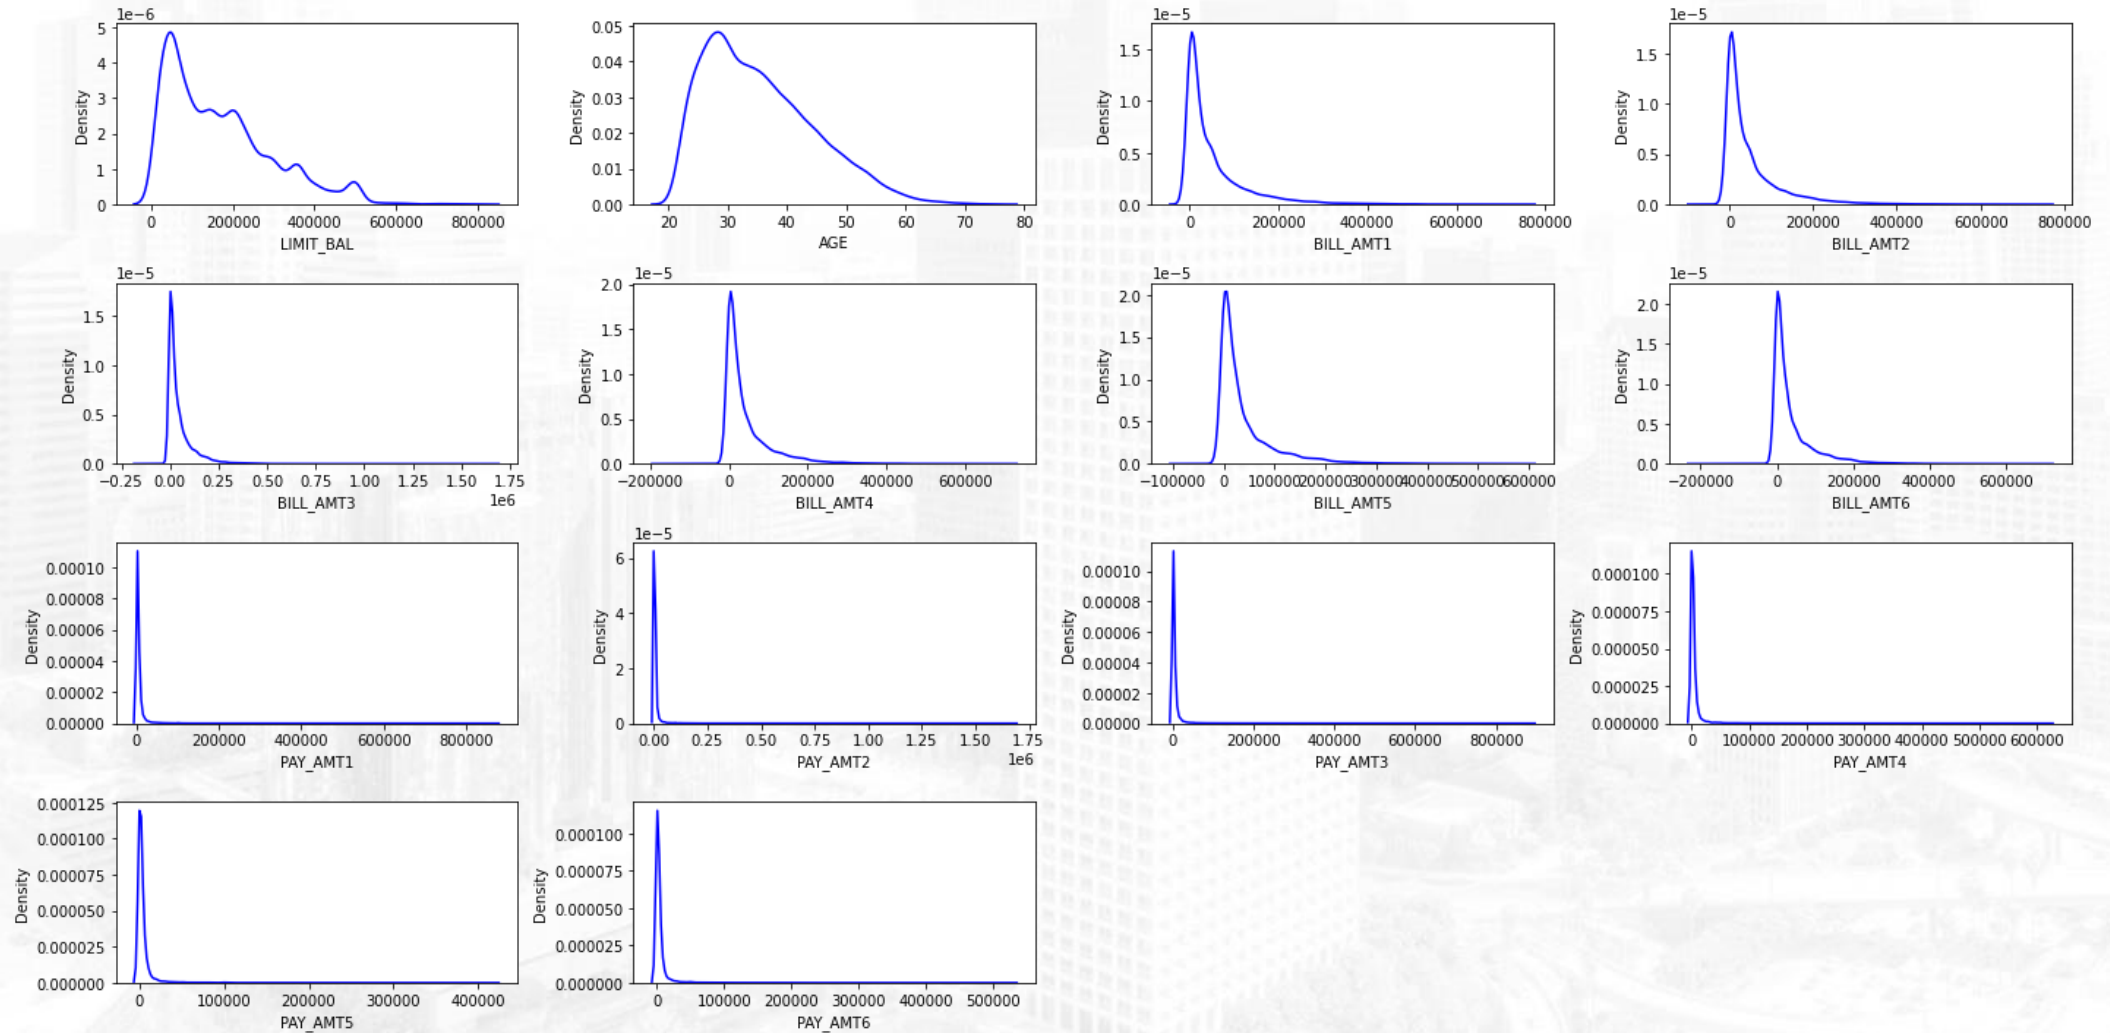 1e−6
5
4
3
2
1
0
Density
0 200000 400000 600000 800000
LIMIT_BAL
0.05
0.04
0.03
0.02
0.01
0.00
Density
20 30 40 50 60 70 80
AGE
1e−5
1.5
1.0
0.5
0.0
Density
0 200000 400000 600000 800000
BILL_AMT1
1e−5
1.5
1.0
0.5
0.0
Density
0 200000 400000 600000 800000
BILL_AMT2
1e−5
1.5
1.0
0.5
0.0
Density
−0.25 0.00 0.25 0.50 0.75 1.00 1.25 1.50 1.75
BILL_AMT3
1e6
1e−5
2.0
1.5
1.0
0.5
0.0
Density
−200000 0 200000 400000 600000
BILL_AMT4
1e−5
2.0
1.5
1.0
0.5
0.0
Density
−100000 0 100000 200000 300000 400000 500000 600000
BILL_AMT5
1e−5
2.0
1.5
1.0
0.5
0.0
Density
−200000 0 200000 400000 600000
BILL_AMT6
0.00010
0.00008
0.00006
0.00004
0.00002
0.00000
Density
0 200000 400000 600000 800000
PAY_AMT1
1e−5
6
4
2
0
Density
0.00 0.25 0.50 0.75 1.00 1.25 1.50 1.75
PAY_AMT2
1e6
0.00010
0.00008
0.00006
0.00004
0.00002
0.00000
Density
0 200000 400000 600000 800000
PAY_AMT3
0.000100
0.000075
0.000050
0.000025
0.000000
Density
0 100000 200000 300000 400000 500000 600000
PAY_AMT4
0.000125
0.000100
0.000075
0.000050
0.000025
0.000000
Density
0 100000 200000 300000 400000
PAY_AMT5
0.000100
0.000075
0.000050
0.000025
0.000000
Density
0 100000 200000 300000 400000 500000
PAY_AMT6